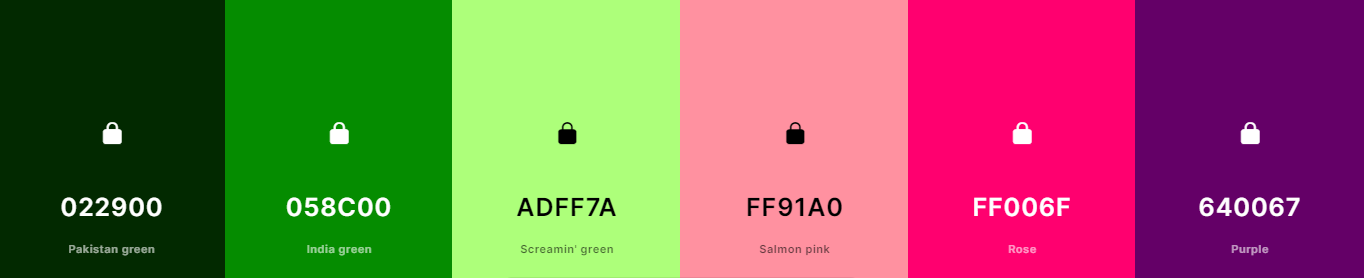 022900
Pakistan green
058C00
India green
ADFF7A
Screamin' green
FF91A0
Salmon pink
FF006F
Rose
640067
Purple